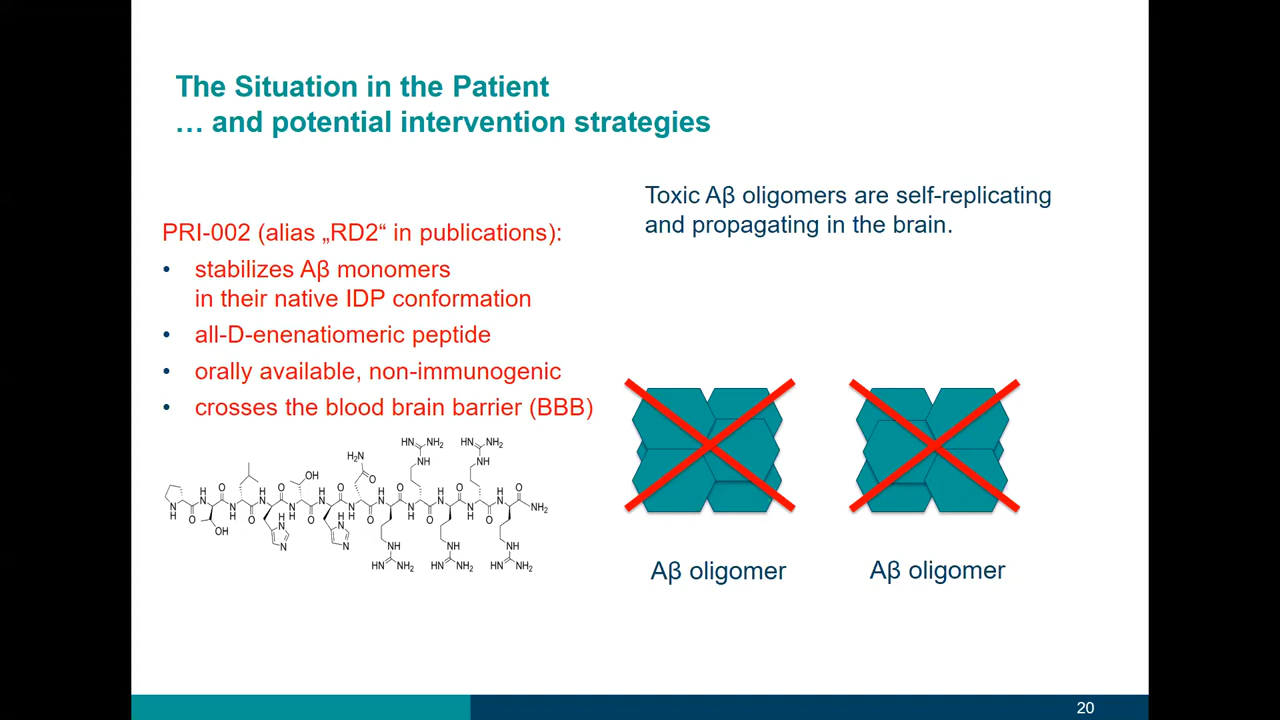 The Situation in the Patient
… and potential intervention strategies
Toxic Aβ oligomers are self-replicating
and propagating in the brain.
PRI-002 (alias „RD2“ in publications):
• stabilizes Aβ monomers
in their native IDP conformation
• all-D-enenatiomeric peptide
• orally available, non-immunogenic
• crosses the blood brain barrier (BBB)
Aβ oligomer
Aβ oligomer
20